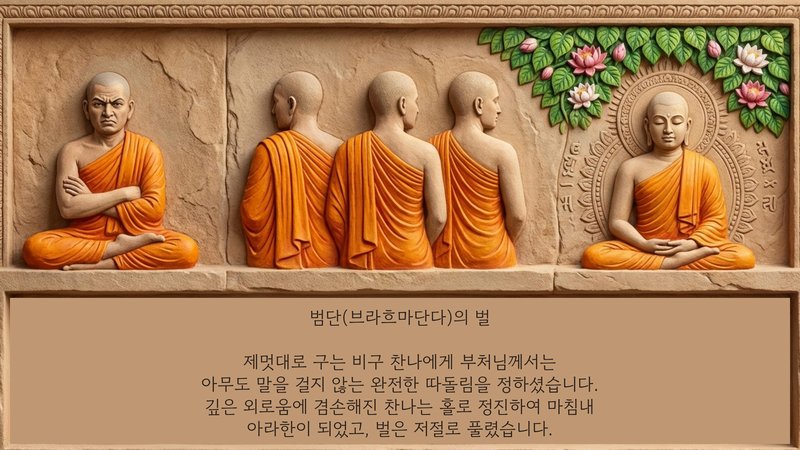 범단(브라흐마단다)의 벌
제멋대로 구는 비구 찬나에게 부처님께서는
아무도 말을 걸지 않는 완전한 따돌림을 정하셨습니다.
깊은 외로움에 겸손해진 찬나는 홀로 정진하여 마침내
아라한이 되었고, 벌은 저절로 풀렸습니다.